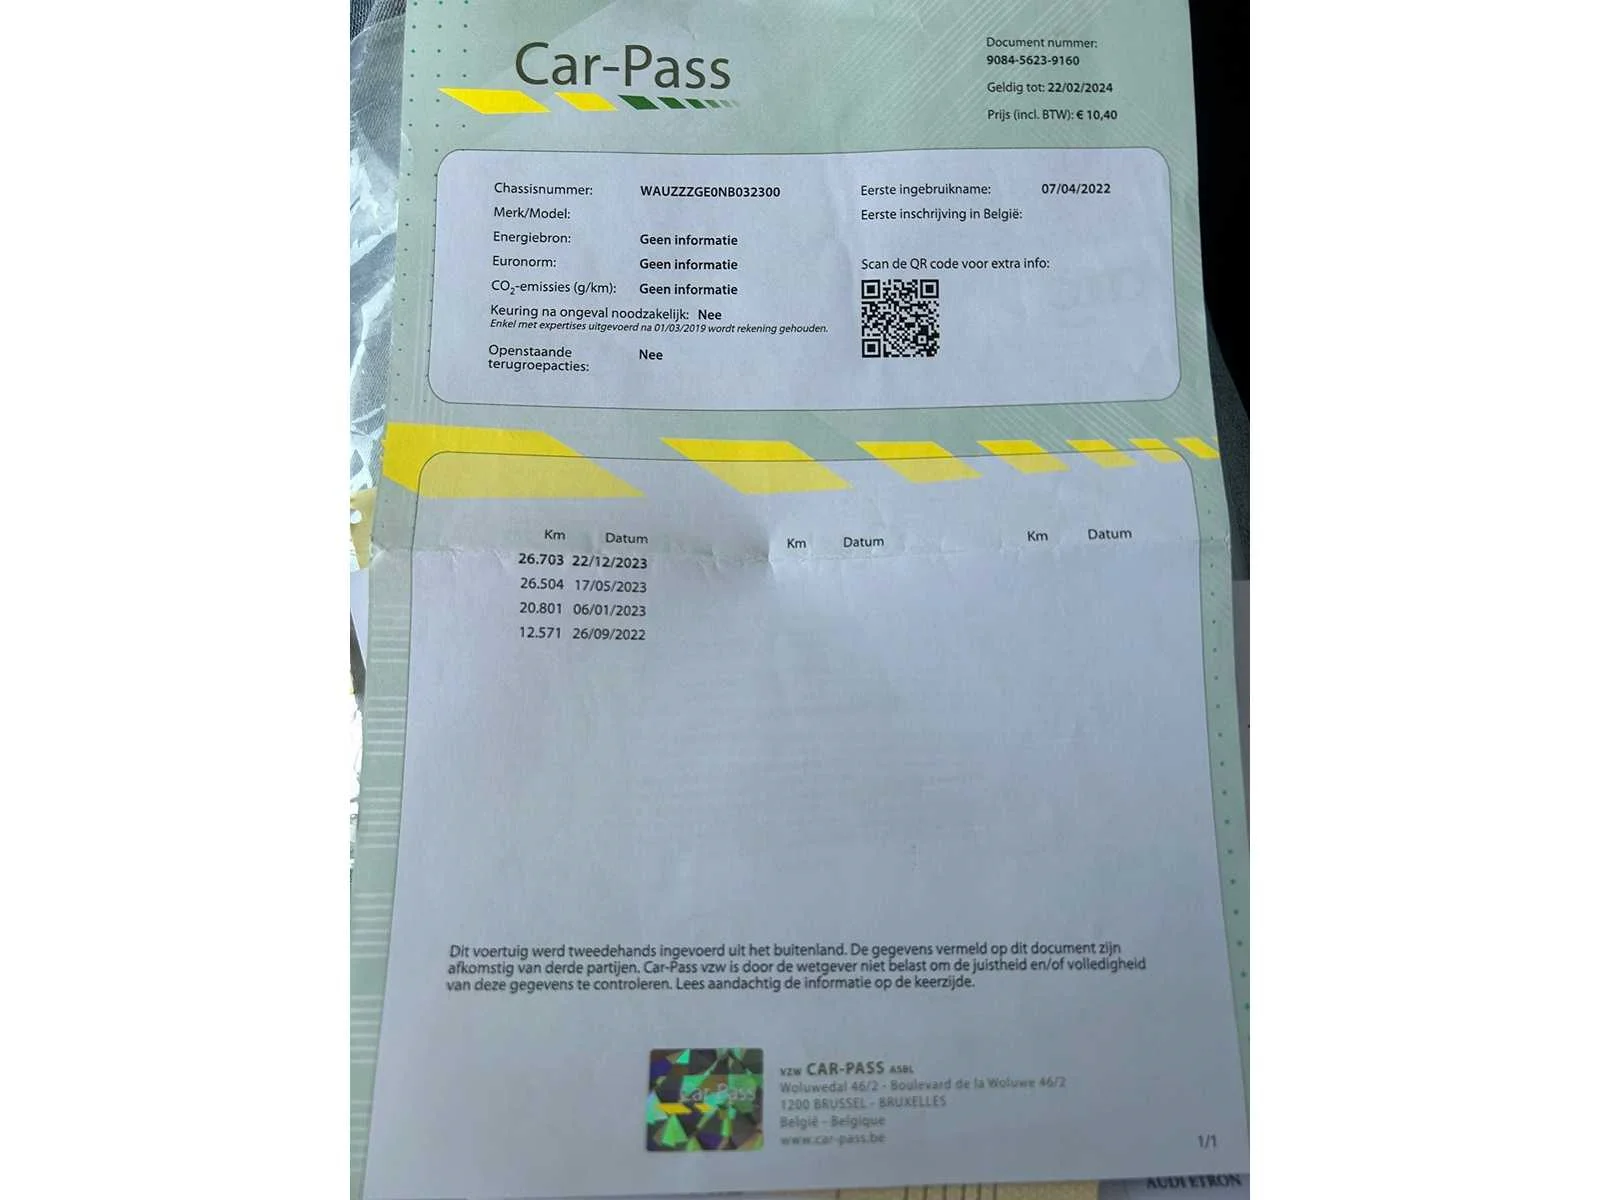 Car-Pass
Document nummer:
9084-5623-9160
Geldig tot: 22/02/2024
Prijs (incl. BTW): € 10,40
Chassisnummer: WAUZZZGE0NB032300
Merk/Model:
Energiebron: Geen informatie
Euronorm: Geen informatie
CO2-emissies (g/km): Geen informatie
Keuring na ongeval noodzakelijk: Nee
Enkel met expertises uitgevoerd na 01/03/2019 wordt rekening gehouden.
Openstaande
terugroepacties: Nee
Eerste ingebruikname: 07/04/2022
Eerste inschrijving in België:
Scan de QR code voor extra info:
Km Datum Km Datum Km Datum
26.703 22/12/2023
26.504 17/05/2023
20.801 06/01/2023
12.571 26/09/2022
Dit voertuig werd tweedehands ingevoerd uit het buitenland. De gegevens vermeld op dit document zijn
afkomstig van derde partijen. Car-Pass vzw is door de wetgever niet belast om de juistheid en/of volledigheid
van deze gegevens te controleren. Lees aandachtig de informatie op de keerzijde.
Car-Pass
VZW CAR-PASS ASBL
Woluwedal 46/2 - Boulevard de la Woluwe 46/2
1200 BRUSSEL - BRUXELLES
België - Belgique
www.car-pass.be
1/1
AUDI ETRON